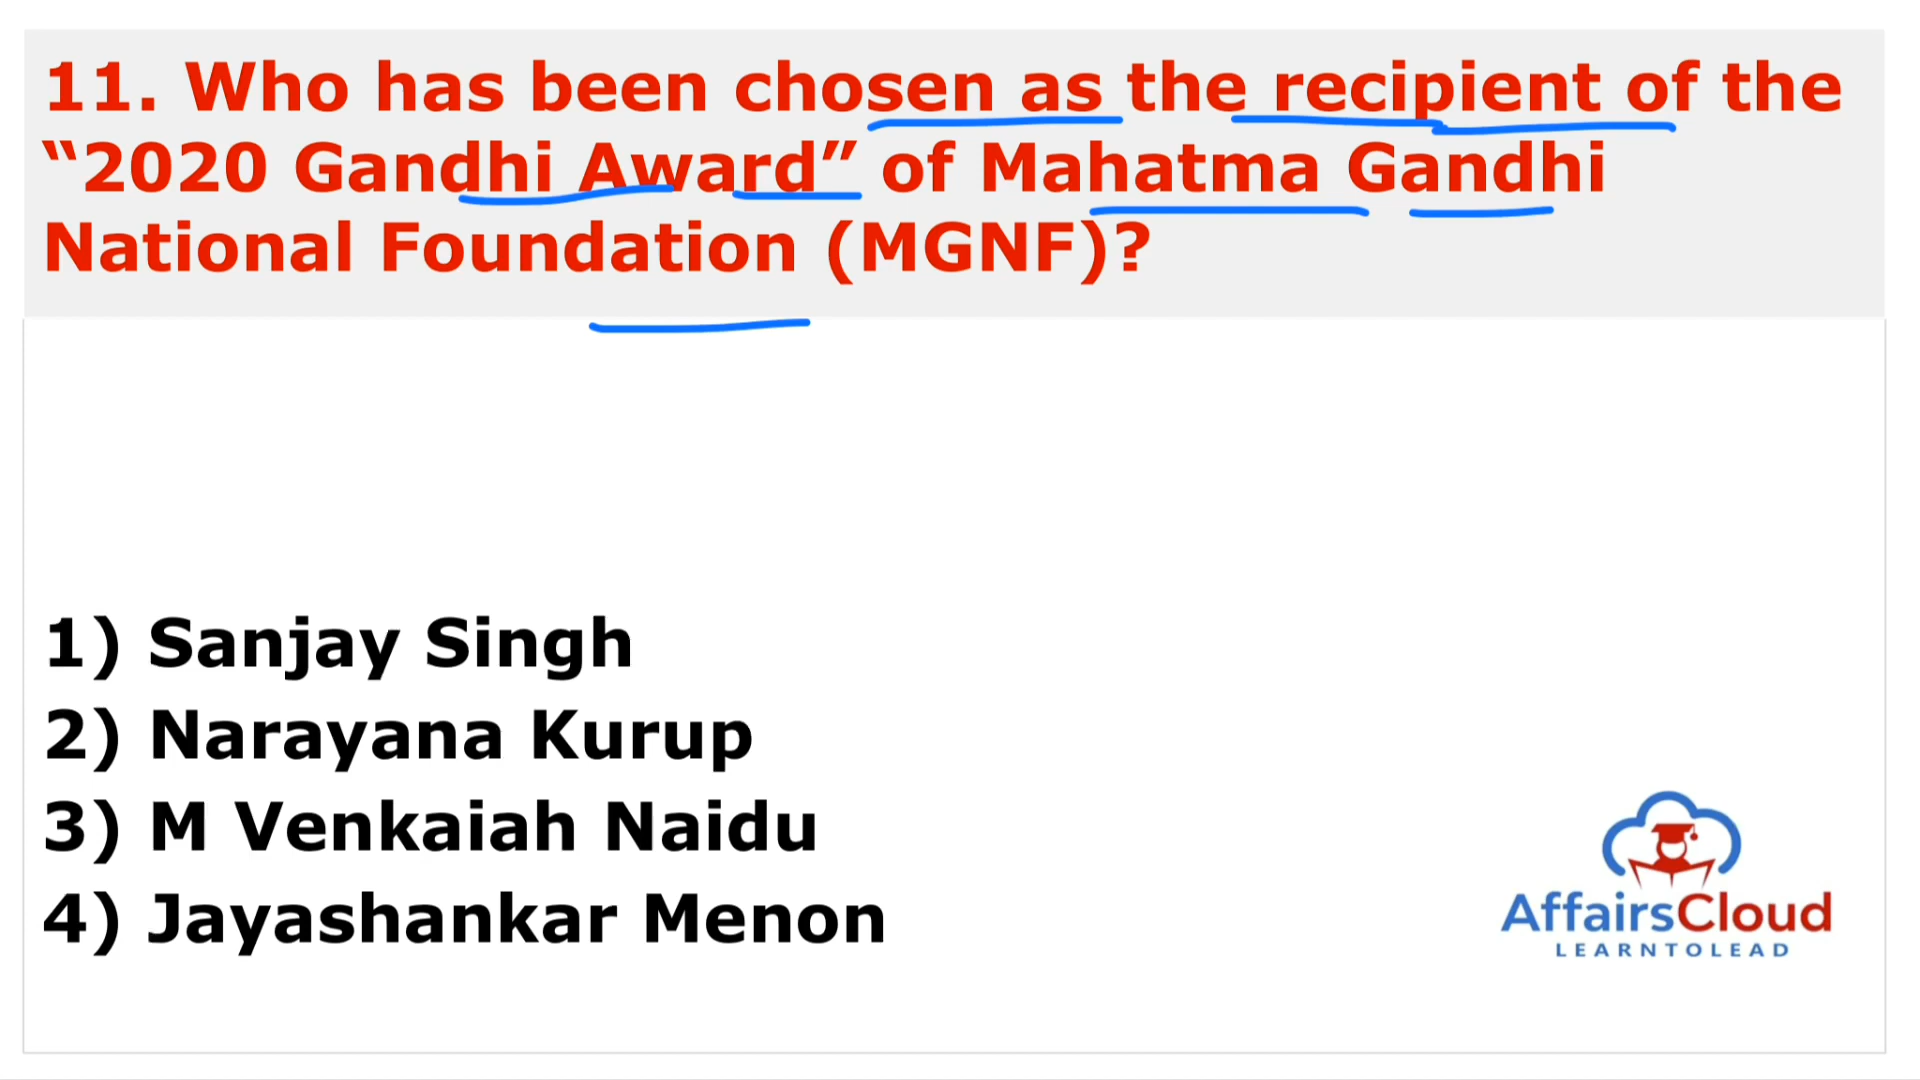 11. Who has been chosen as the recipient of the
“2020 Gandhi Award” of Mahatma Gandhi
National Foundation (MGNF)?
1) Sanjay Singh
2) Narayana Kurup
3) M Venkaiah Naidu
4) Jayashankar Menon
AffairsCloud
LEARNTOLEAD